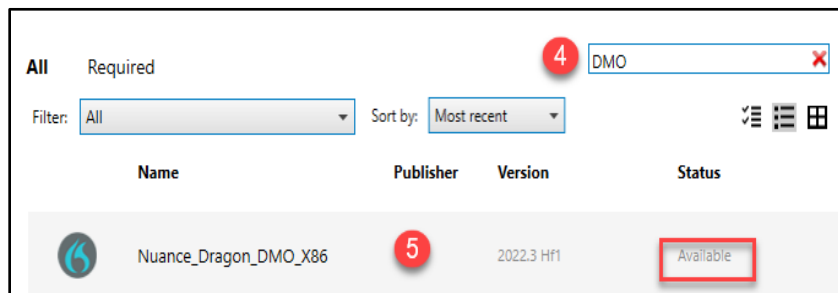 4 DMO
All Required
Filter: All Sort by: Most recent
Name Publisher Version Status
Nuance_Dragon_DMO_X86 5 2022.3 Hf1 Available